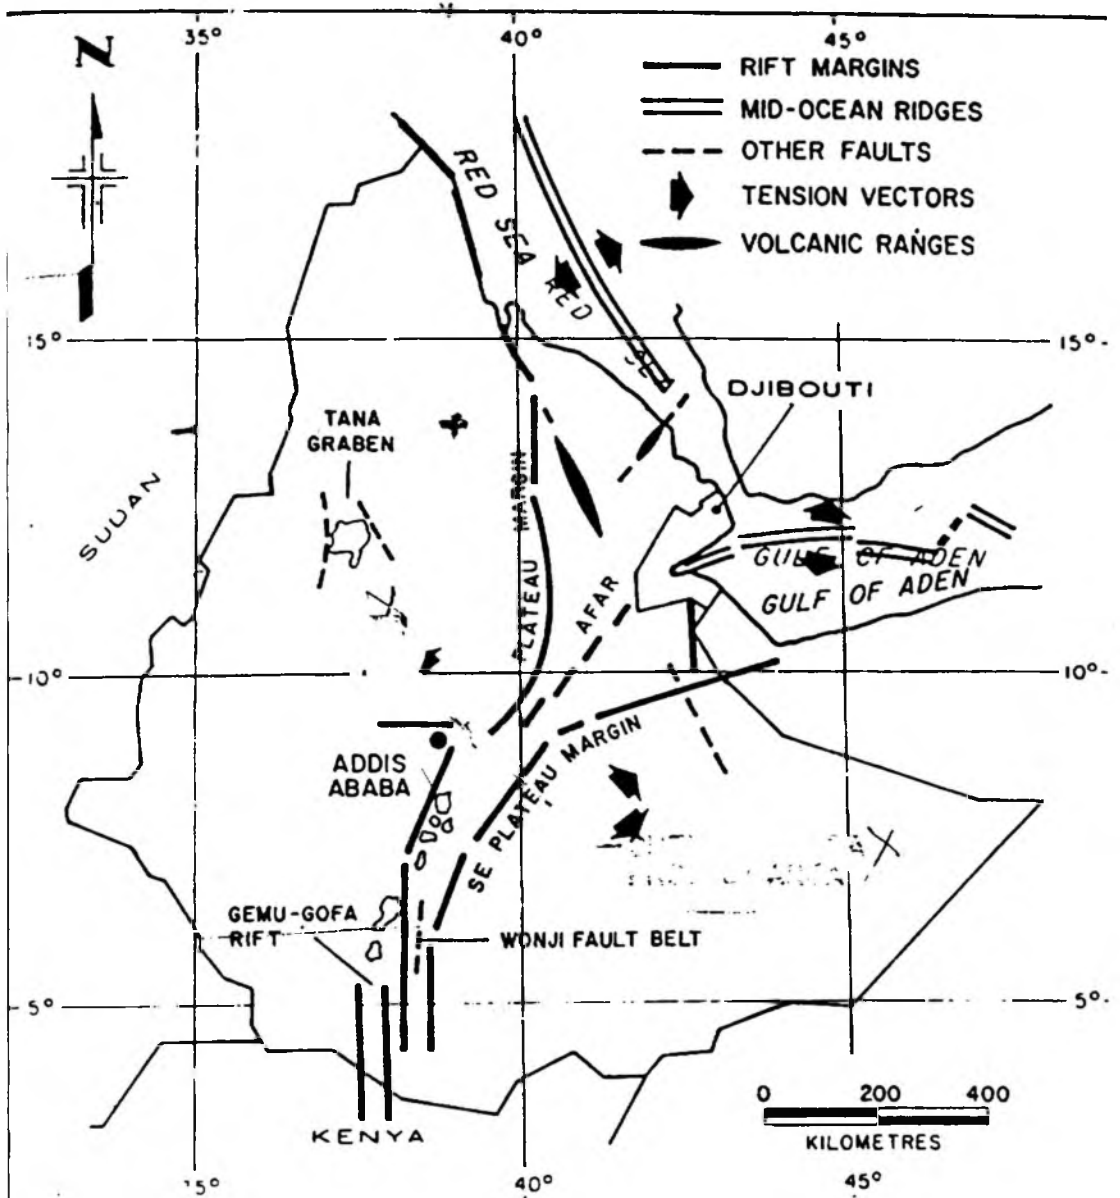 N
35°
40°
45°
RIFT MARGINS
MID-OCEAN RIDGES
OTHER FAULTS
TENSION VECTORS
VOLCANIC RANGES
RED SEA
RED SE
15°
15°
DJIBOUTI
TANA
GRABEN
SUDAN
PLATEAU MARGIN
AFAR
GULF OF ADEN
GULF OF ADEN
10°
10°
ADDIS
ABABA
SE PLATEAU MARGIN
GEMU-GOFA
RIFT
WONJI FAULT BELT
5°
5°
KENYA
0 200 400
KILOMETRES
15°
40°
45°